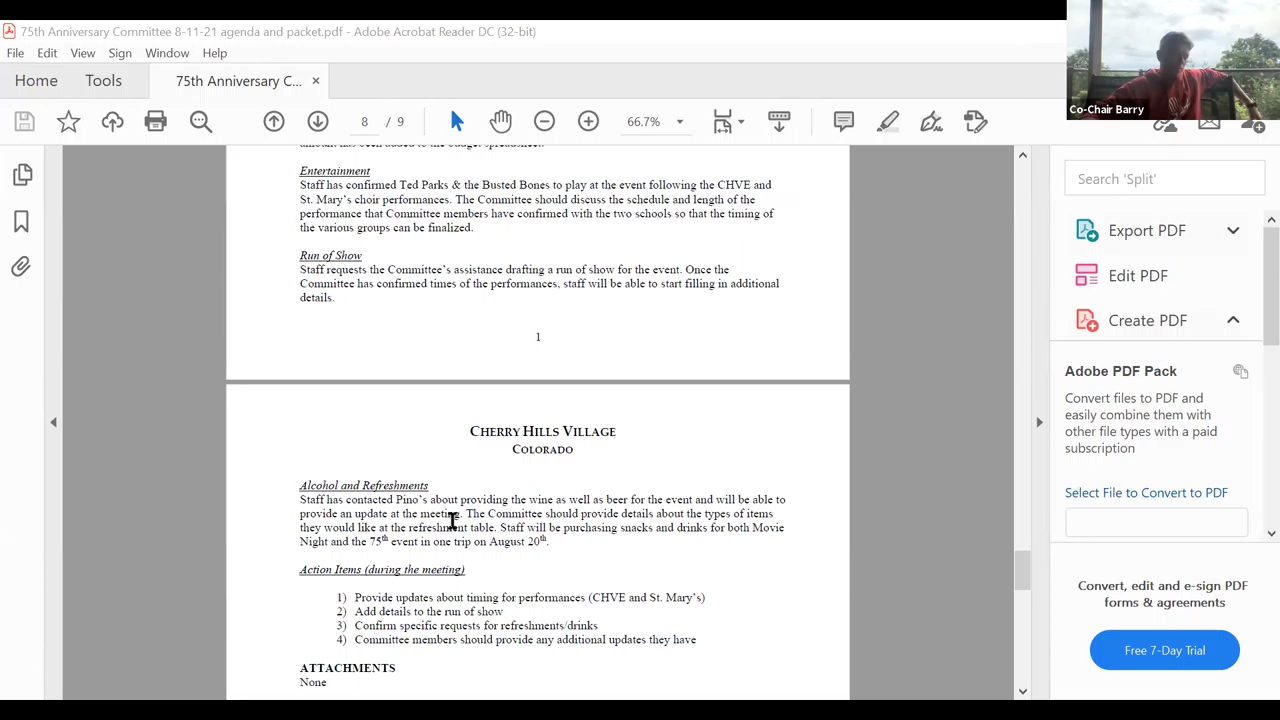 75th Anniversary Committee 8-11-21 agenda and packet.pdf - Adobe Acrobat Reader DC (32-bit)
File Edit View Sign Window Help
Home Tools 75th Anniversary C... ×
8 / 9 66.7%
Co-Chair Barry
amount has been added to the budget spreadsheet.
Entertainment
Staff has confirmed Ted Parks & the Busted Bones to play at the event following the CHVE and
St. Mary's choir performances. The Committee should discuss the schedule and length of the
performance that Committee members have confirmed with the two schools so that the timing of
the various groups can be finalized.
Run of Show
Staff requests the Committee's assistance drafting a run of show for the event. Once the
Committee has confirmed times of the performances, staff will be able to start filling in additional
details.
1
CHERRY HILLS VILLAGE
COLORADO
Alcohol and Refreshments
Staff has contacted Pino's about providing the wine as well as beer for the event and will be able to
provide an update at the meeting. The Committee should provide details about the types of items
they would like at the refreshment table. Staff will be purchasing snacks and drinks for both Movie
Night and the 75th event in one trip on August 20th.
Action Items (during the meeting)
1) Provide updates about timing for performances (CHVE and St. Mary's)
2) Add details to the run of show
3) Confirm specific requests for refreshments/drinks
4) Committee members should provide any additional updates they have
ATTACHMENTS
None
Search 'Split'
Export PDF
Edit PDF
Create PDF
Adobe PDF Pack
Convert files to PDF and
easily combine them with
other file types with a paid
subscription
Select File to Convert to PDF
Convert, edit and e-sign PDF
forms & agreements
Free 7-Day Trial